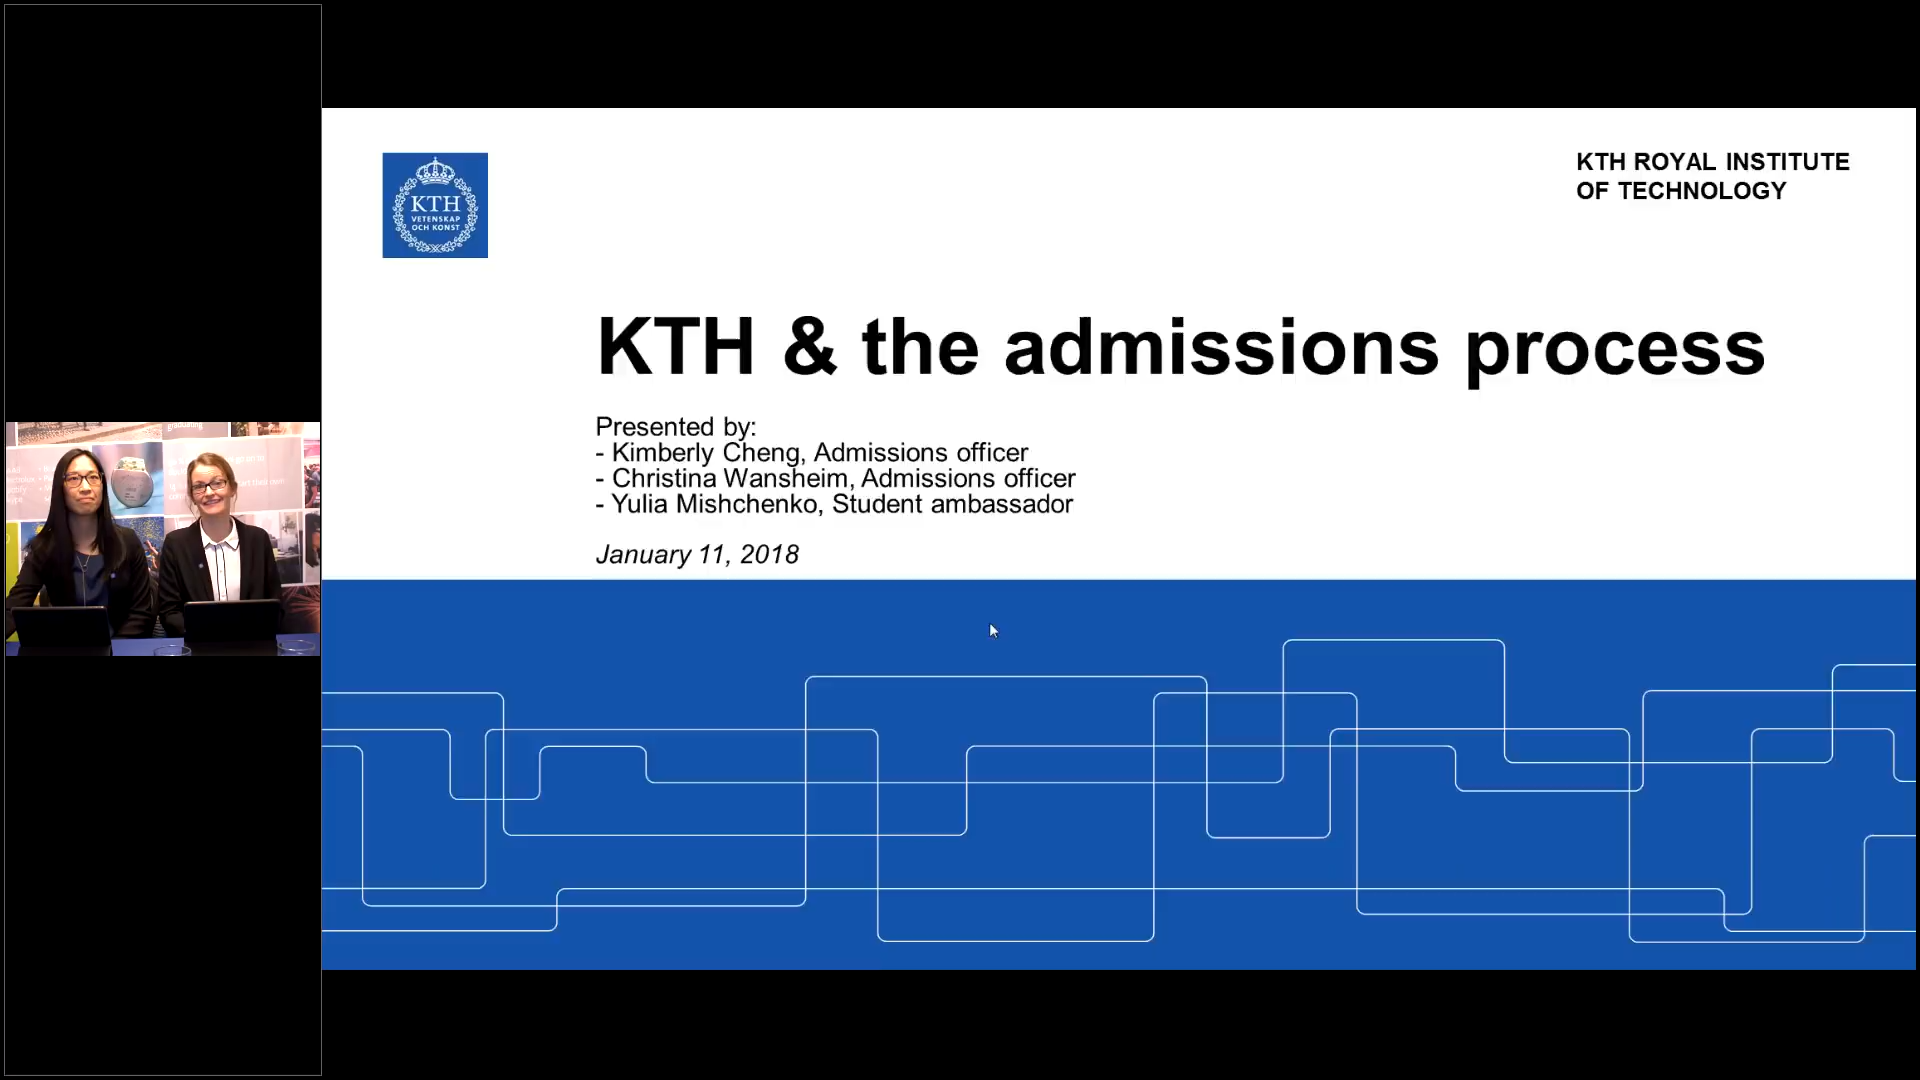 KTH
VETENSKAP
OCH KONST
KTH ROYAL INSTITUTE
OF TECHNOLOGY
KTH & the admissions process
Presented by:
- Kimberly Cheng, Admissions officer
- Christina Wansheim, Admissions officer
- Yulia Mishchenko, Student ambassador
January 11, 2018
graduating